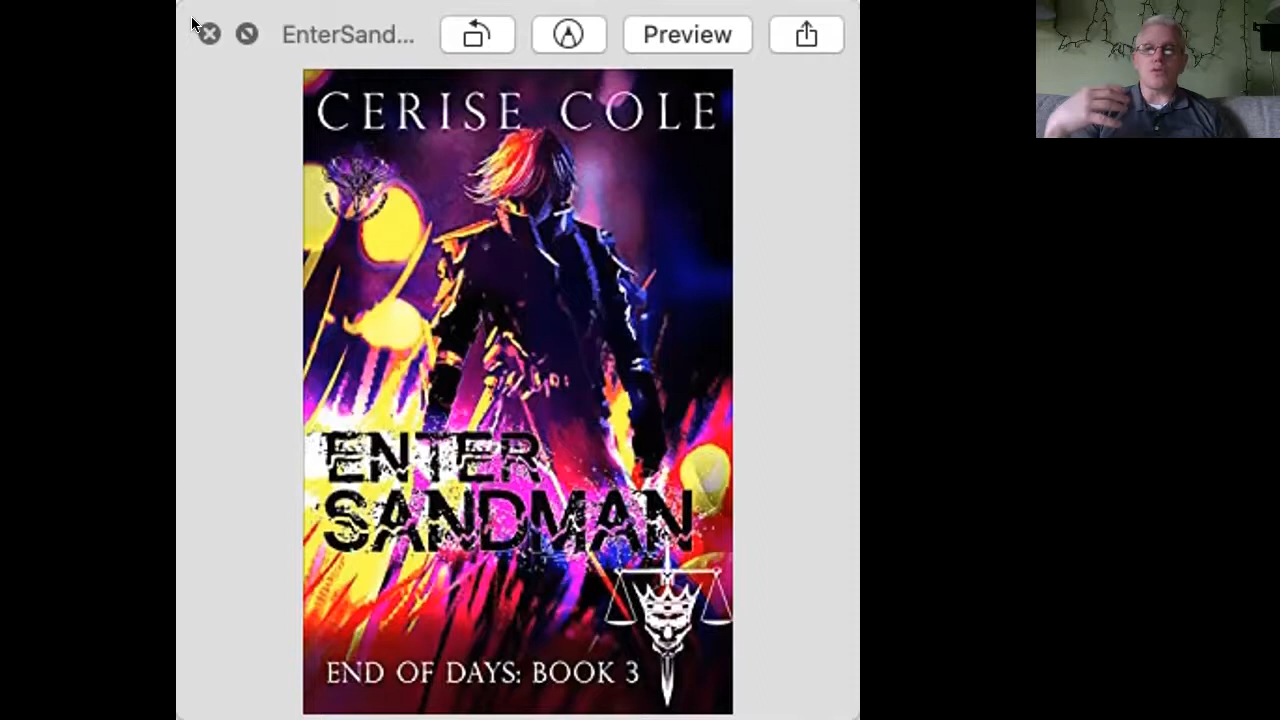 EnterSand...
Preview
CERISE COLE
ENTER
SANDMAN
END OF DAYS: BOOK 3